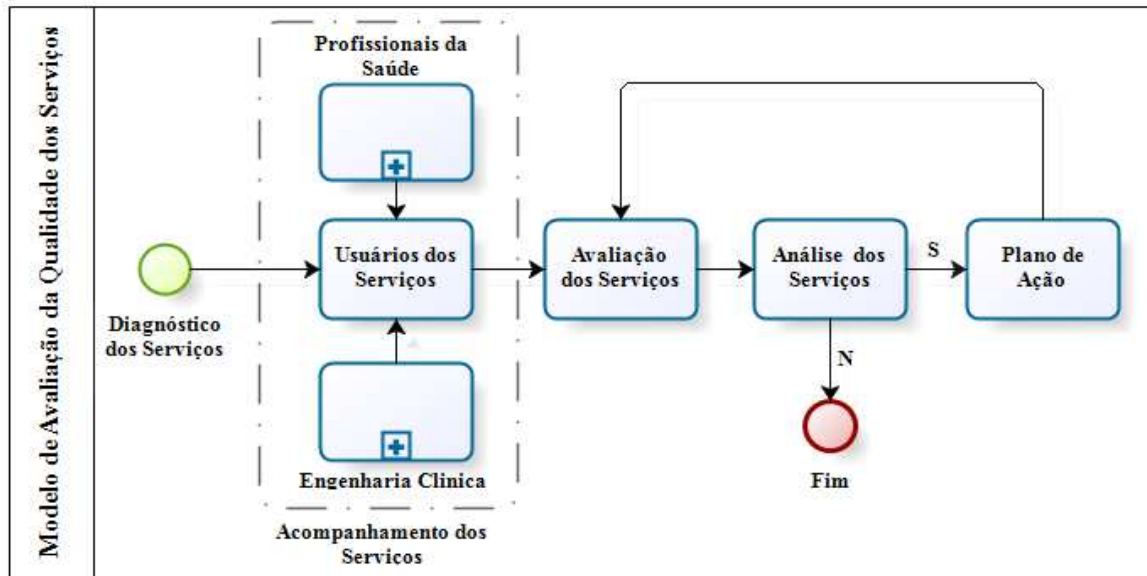 Modelo de Avaliação da Qualidade dos Serviços
Profissionais da
Saúde
Usuários dos
Serviços
Diagnóstico
dos Serviços
Engenharia Clinica
Acompanhamento dos
Serviços
Avaliação
dos Serviços
Análise dos
Serviços
S
N
Plano de
Ação
Fim